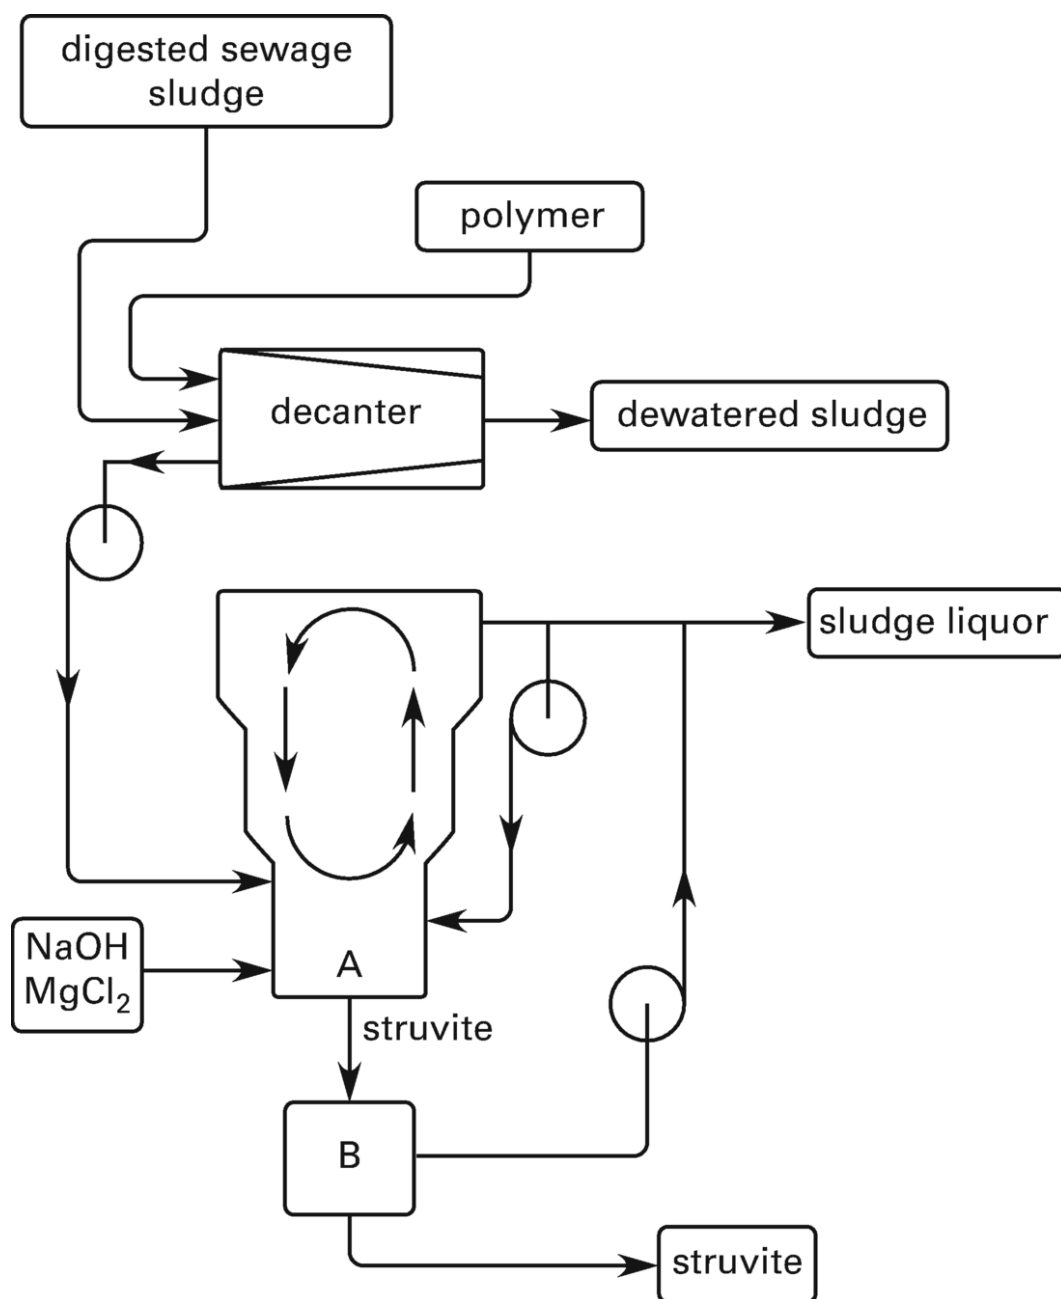 digested sewage
sludge
polymer
decanter
dewatered sludge
sludge liquor
NaOH
MgCl₂
A
struvite
B
struvite